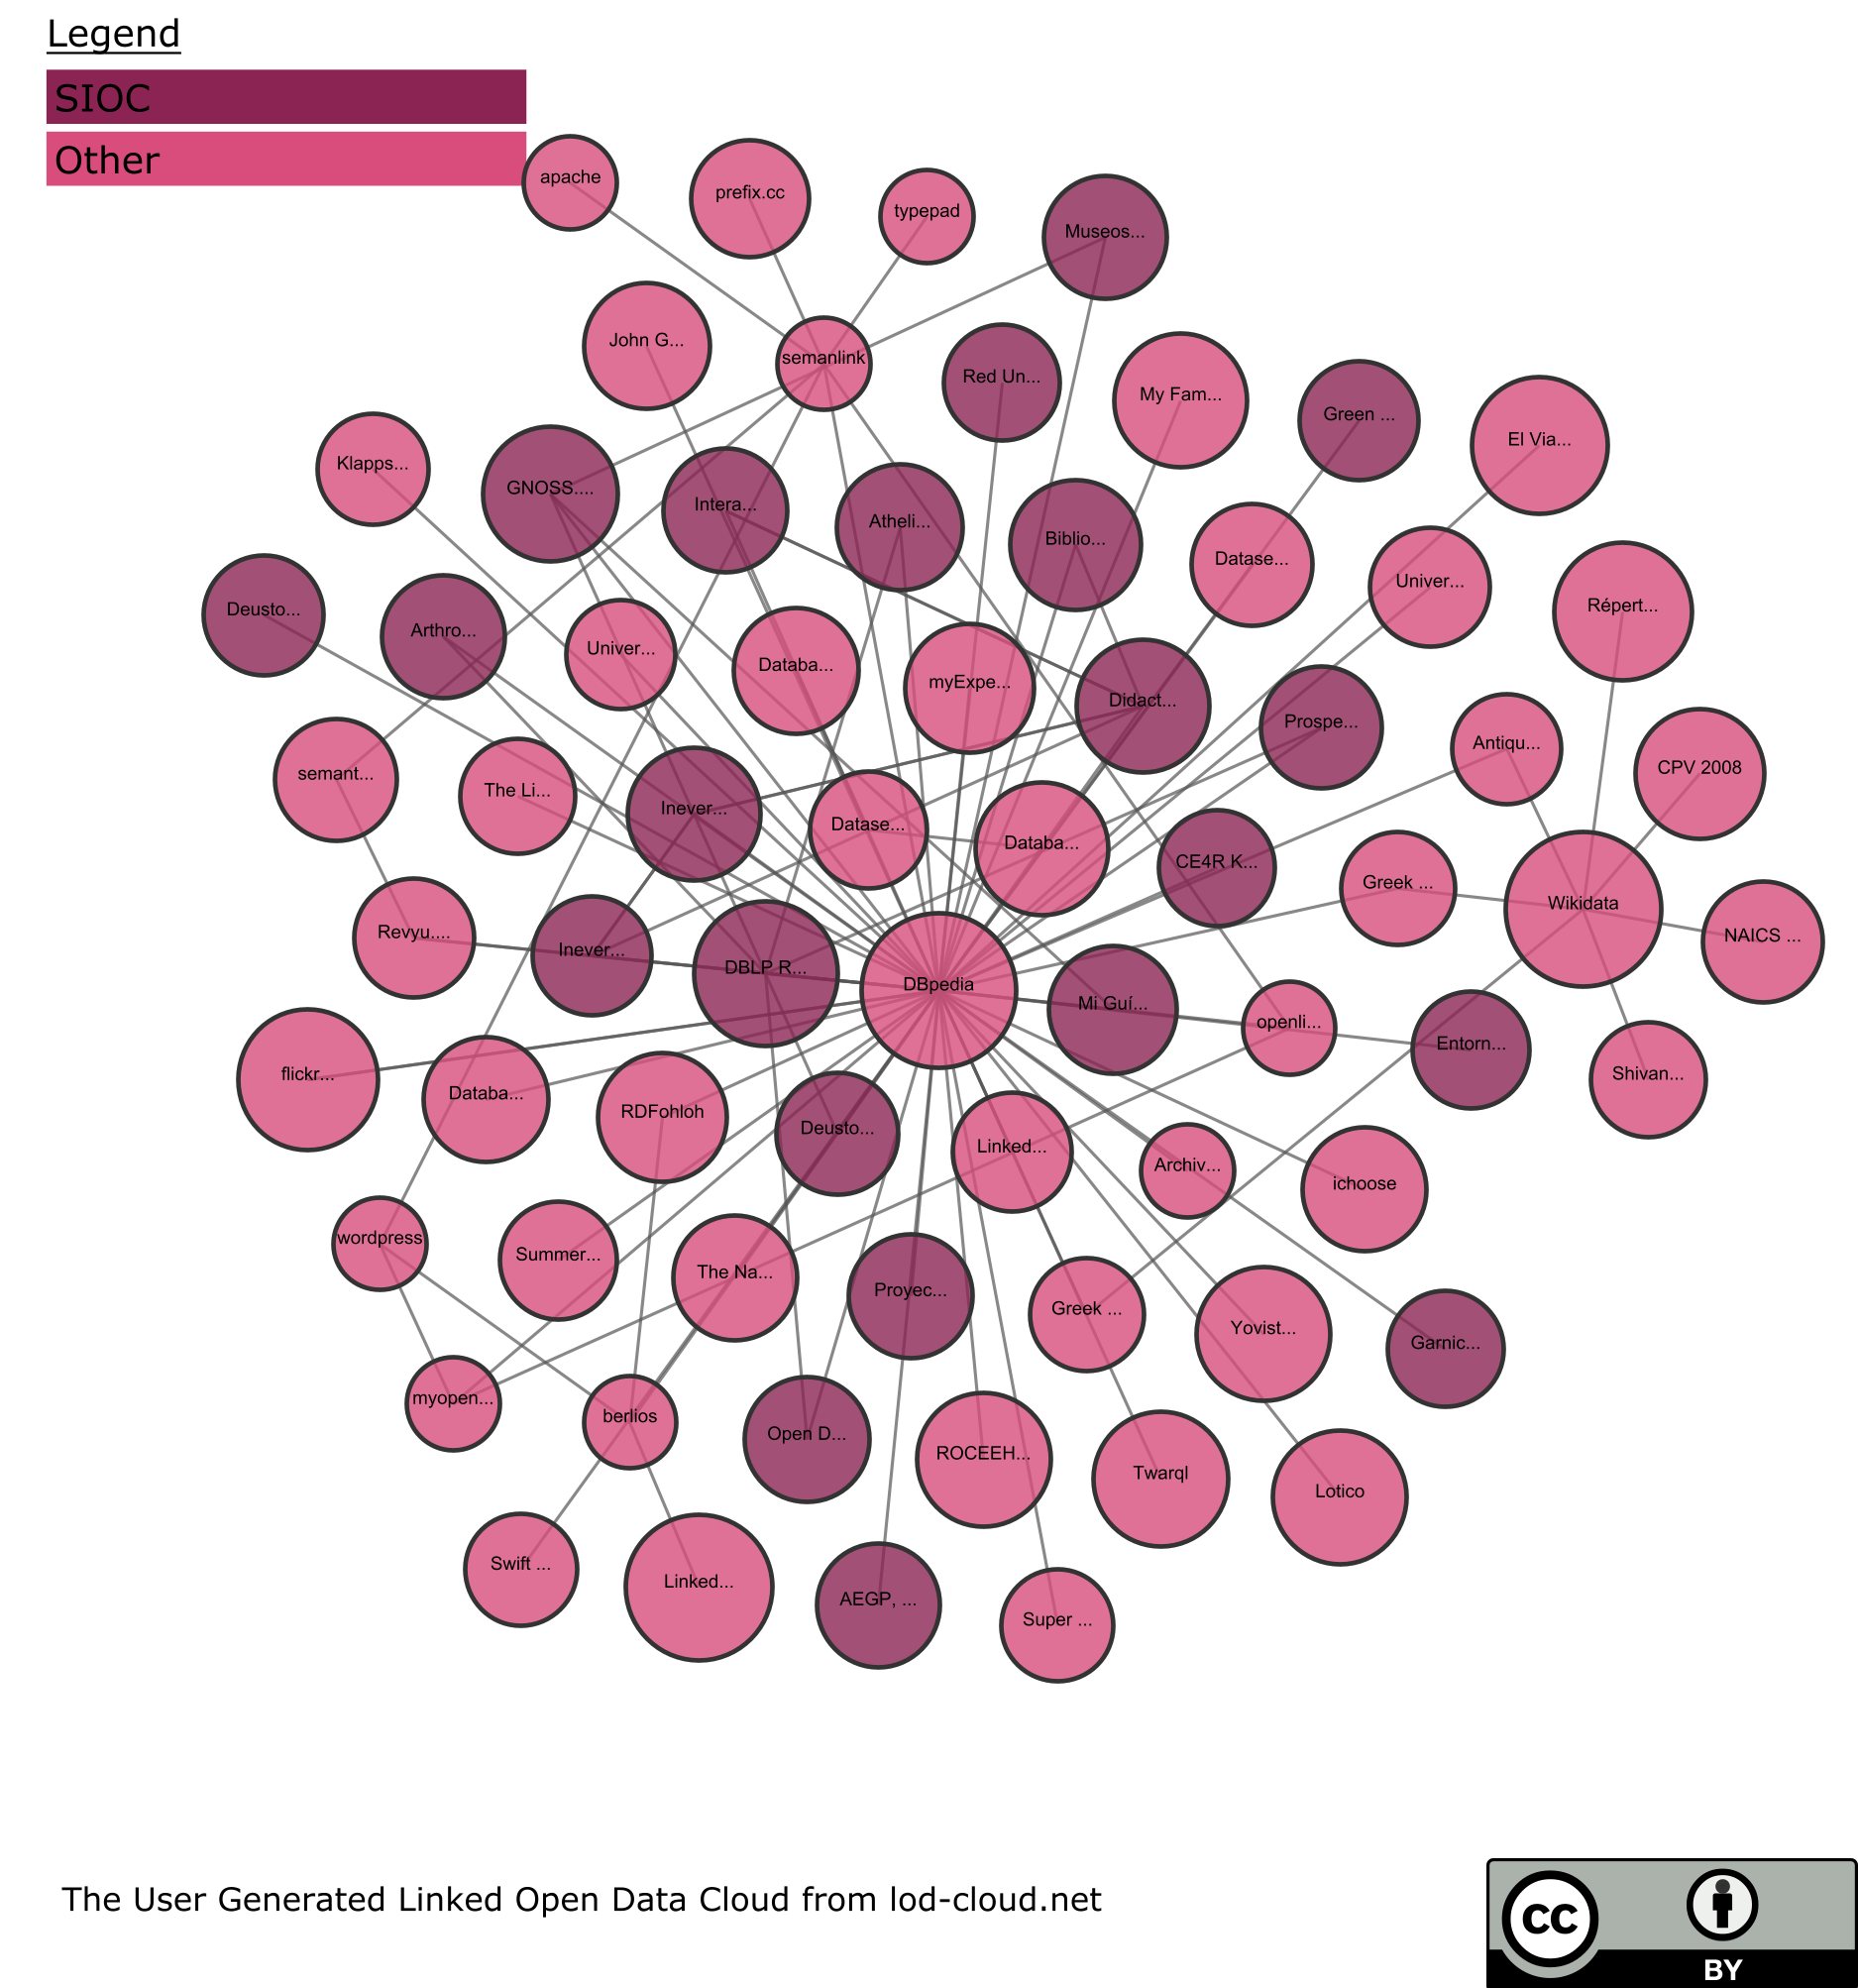 Legend
SIOC
Other
apache
prefix.cc
typepad
Museos...
John G...
semanlink
Red Un...
My Fam...
Green ...
El Via...
Klapps...
GNOSS....
Intera...
Atheli...
Biblio...
Datase...
Univer...
Répert...
Deusto...
Arthro...
Univer...
Databa...
myExpe...
Didact...
Prospe...
Antiqu...
CPV 2008
semant...
The Li...
Inever...
Datase...
Databa...
CE4R K...
Greek ...
Wikidata
NAICS ...
Revyu....
Inever...
DBLP R...
DBpedia
Mi Guí...
openli...
Entorn...
Shivan...
flickr...
Databa...
RDFohloh
Deusto...
Linked...
Archiv...
ichoose
wordpress
Summer...
The Na...
Proyec...
Greek ...
Yovist...
Garnic...
myopen...
berlios
Open D...
ROCEEH...
Twarql
Lotico
Swift ...
Linked...
AEGP, ...
Super ...
The User Generated Linked Open Data Cloud from lod-cloud.net
cc
BY